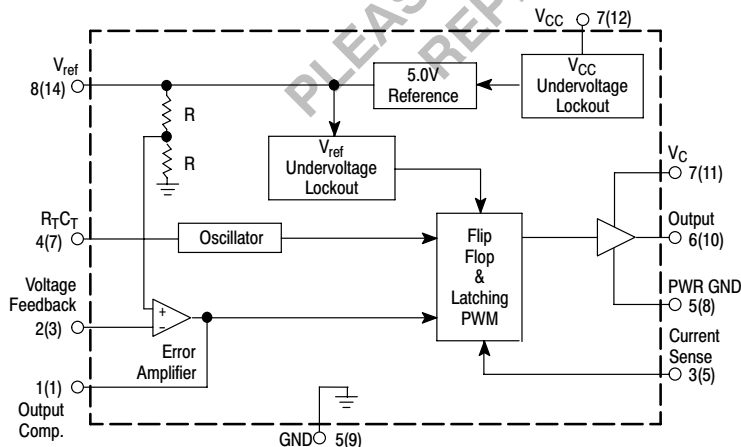 PLEAS
REPR
VCC 7(12)
Vref
8(14)
5.0V
Reference
VCC
Undervoltage
Lockout
R
R
Vref
Undervoltage
Lockout
VC
7(11)
RTCT
4(7)
Oscillator
Flip
Flop
&
Latching
PWM
Output
6(10)
Voltage
Feedback
2(3)
+
–
Error
Amplifier
PWR GND
5(8)
Current
Sense
3(5)
1(1)
Output
Comp.
GND 5(9)